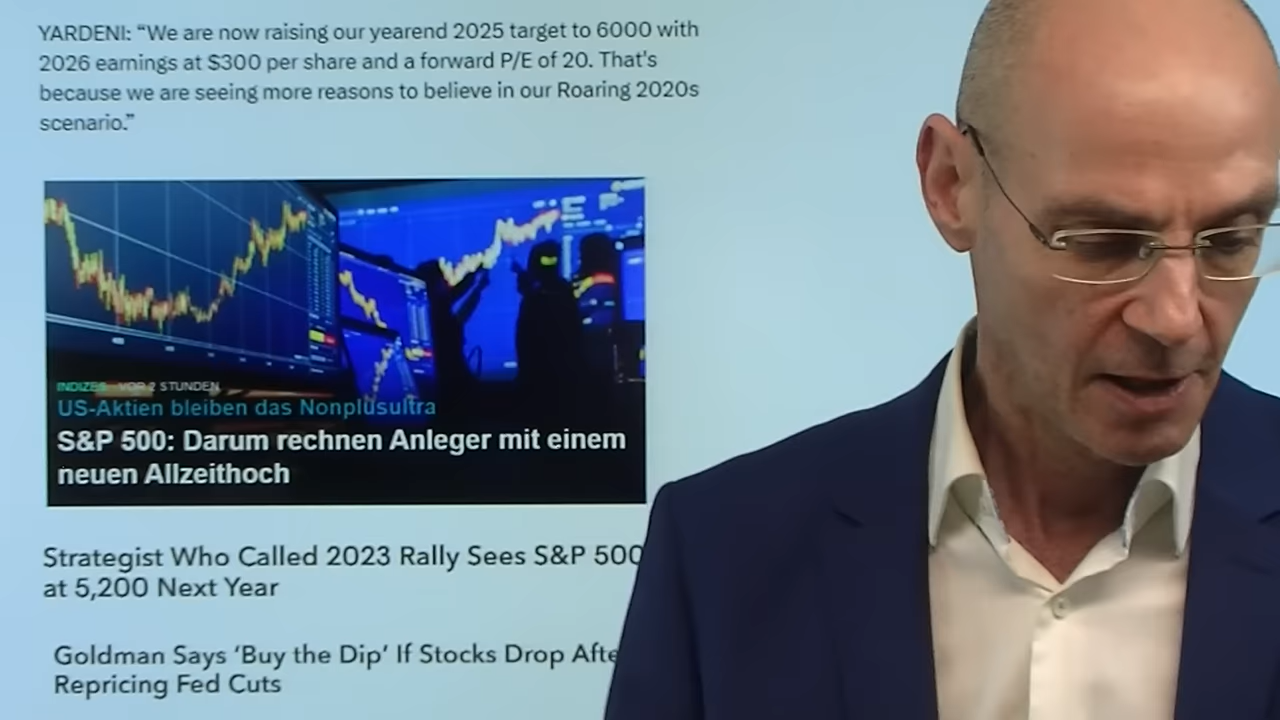 YARDENI: “We are now raising our yearend 2025 target to 6000 with
2026 earnings at $300 per share and a forward P/E of 20. That's
because we are seeing more reasons to believe in our Roaring 2020s
scenario.”
INDIZES VOR 2 STUNDEN
US-Aktien bleiben das Nonplusultra
S&P 500: Darum rechnen Anleger mit einem
neuen Allzeithoch
Strategist Who Called 2023 Rally Sees S&P 500
at 5,200 Next Year
Goldman Says ‘Buy the Dip’ If Stocks Drop Afte
Repricing Fed Cuts